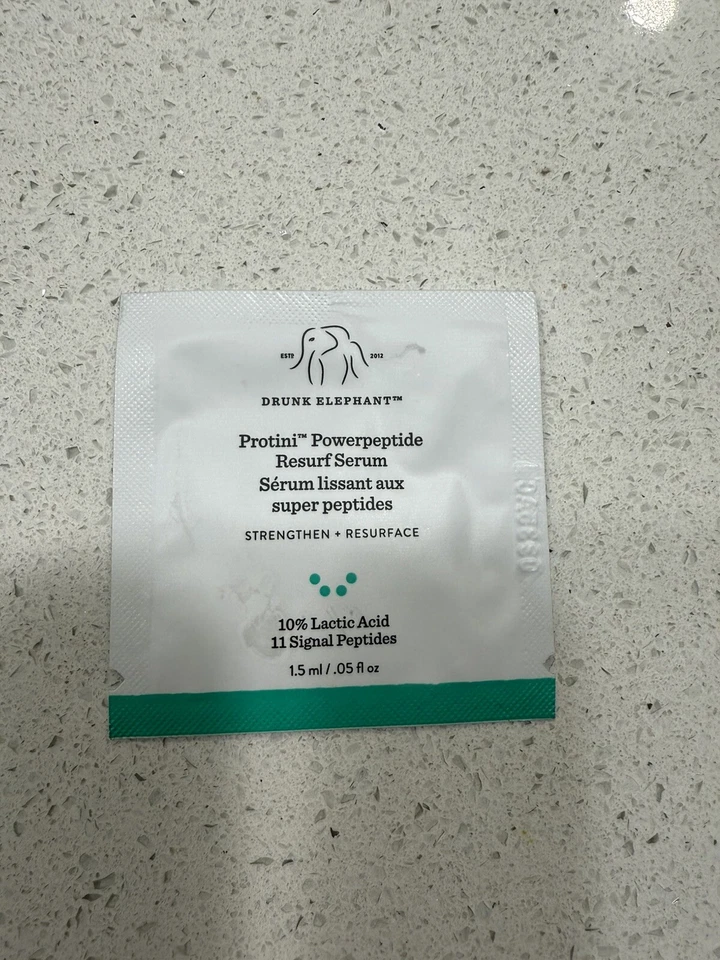 ESTD 2012
DRUNK ELEPHANT™
Protini™ Powerpeptide
Resurf Serum
Sérum lissant aux
super peptides
STRENGTHEN + RESURFACE
10% Lactic Acid
11 Signal Peptides
1.5 ml / .05 fl oz